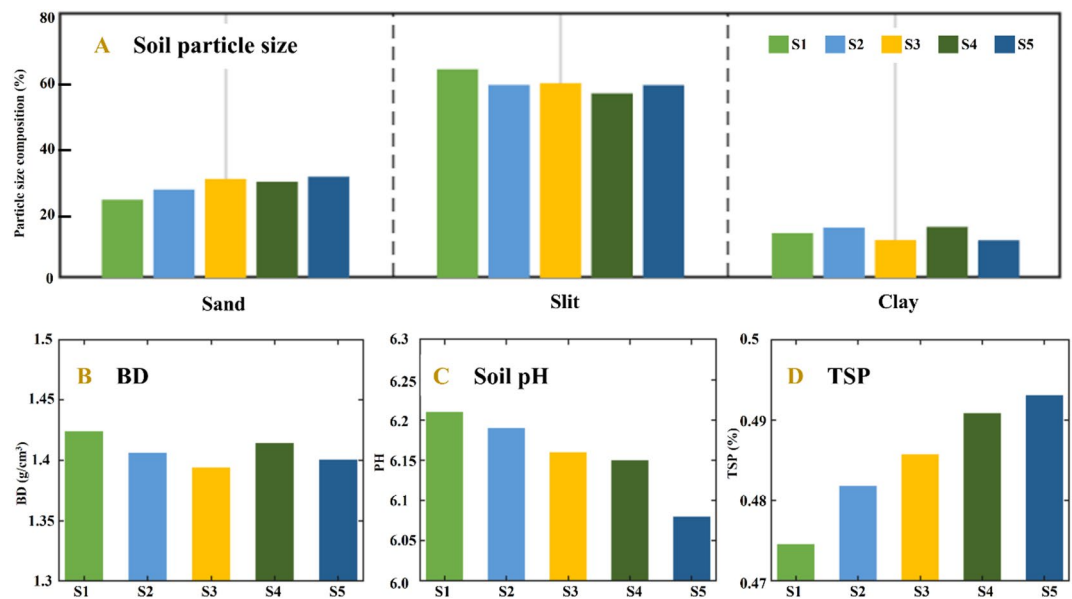 A Soil particle size
S1 S2 S3 S4 S5
Particle size composition (%)
80
60
40
20
0
Sand Slit Clay
B BD
BD (g/cm³)
1.5
1.45
1.4
1.35
1.3
S1 S2 S3 S4 S5
C Soil pH
PH
6.3
6.25
6.2
6.15
6.1
6.05
6.0
S1 S2 S3 S4 S5
D TSP
TSP (%)
0.5
0.49
0.48
0.47
S1 S2 S3 S4 S5